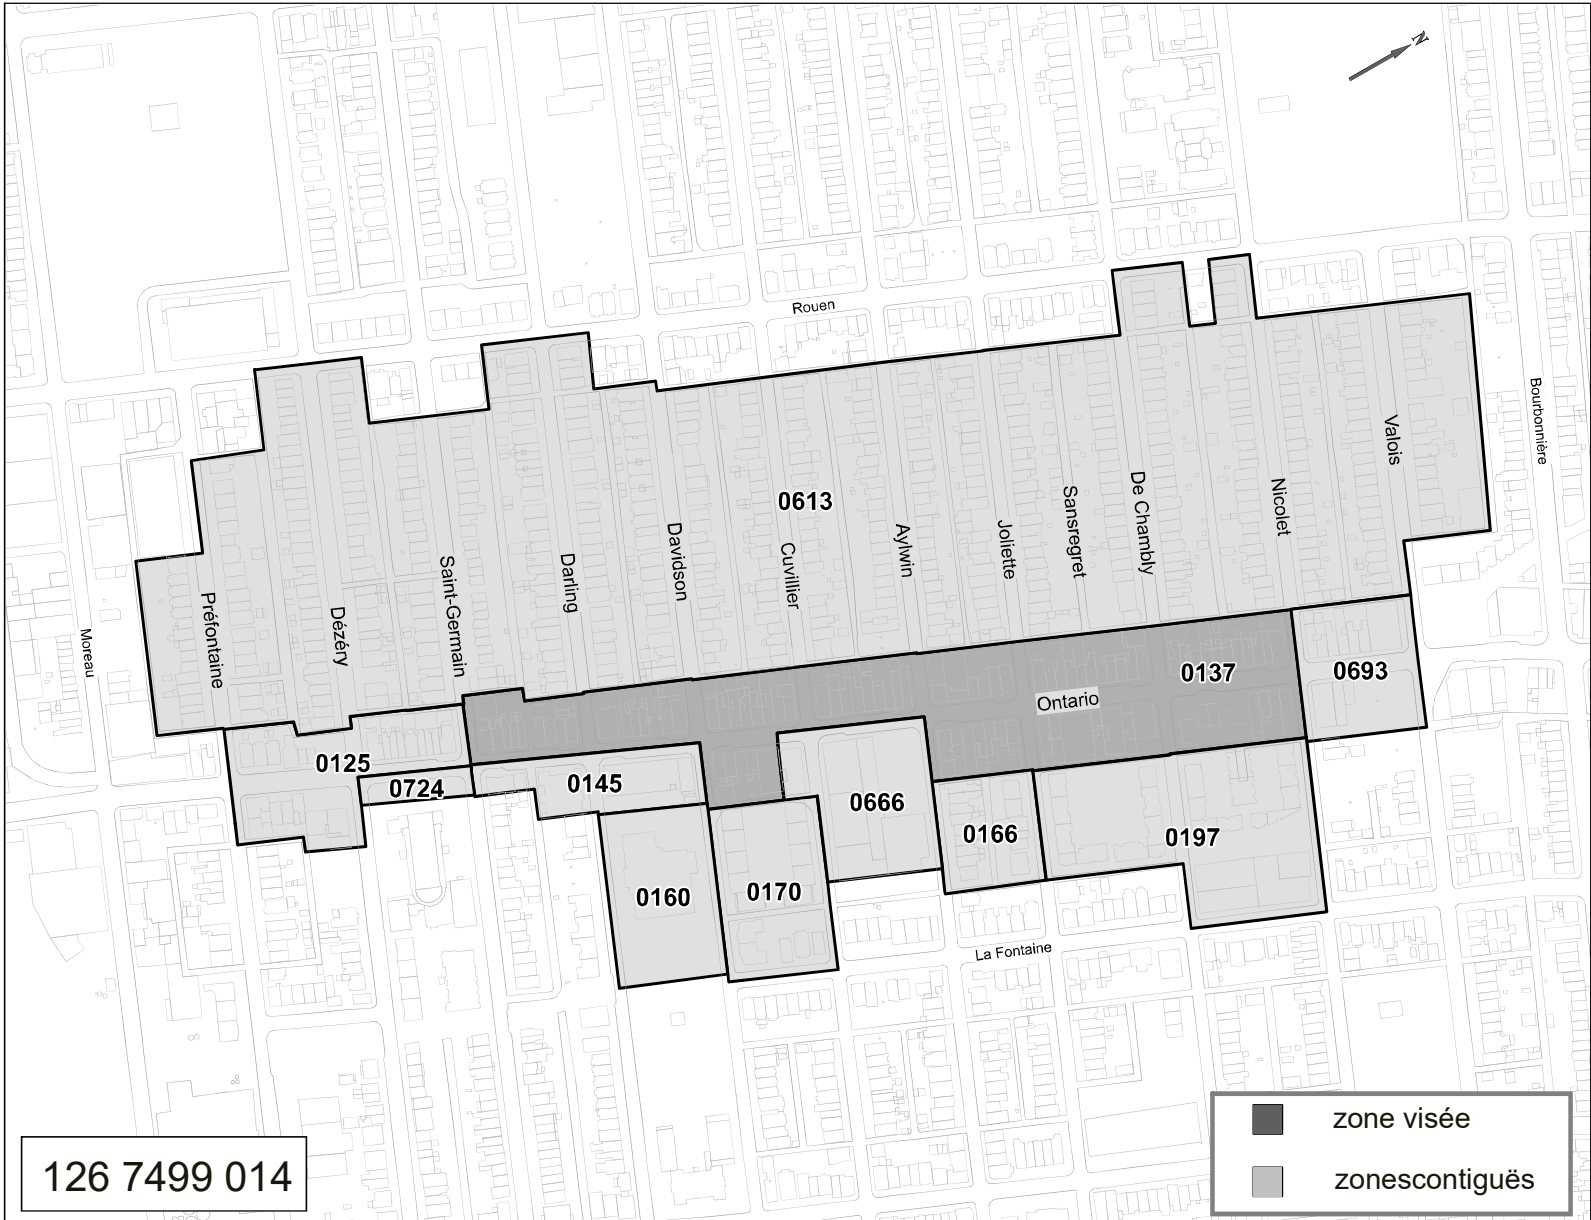 N
Rouen
Bourbonnière
Valois
0613
Nicolet
De Chambly
Sansregret
Joliette
Aylwin
Cuvillier
Davidson
Darling
Saint-Germain
Dézéry
Préfontaine
Moreau
0137
0693
Ontario
0125
0724
0145
0666
0166
0197
0160
0170
La Fontaine
zone visée
zonescontiguës
126 7499 014